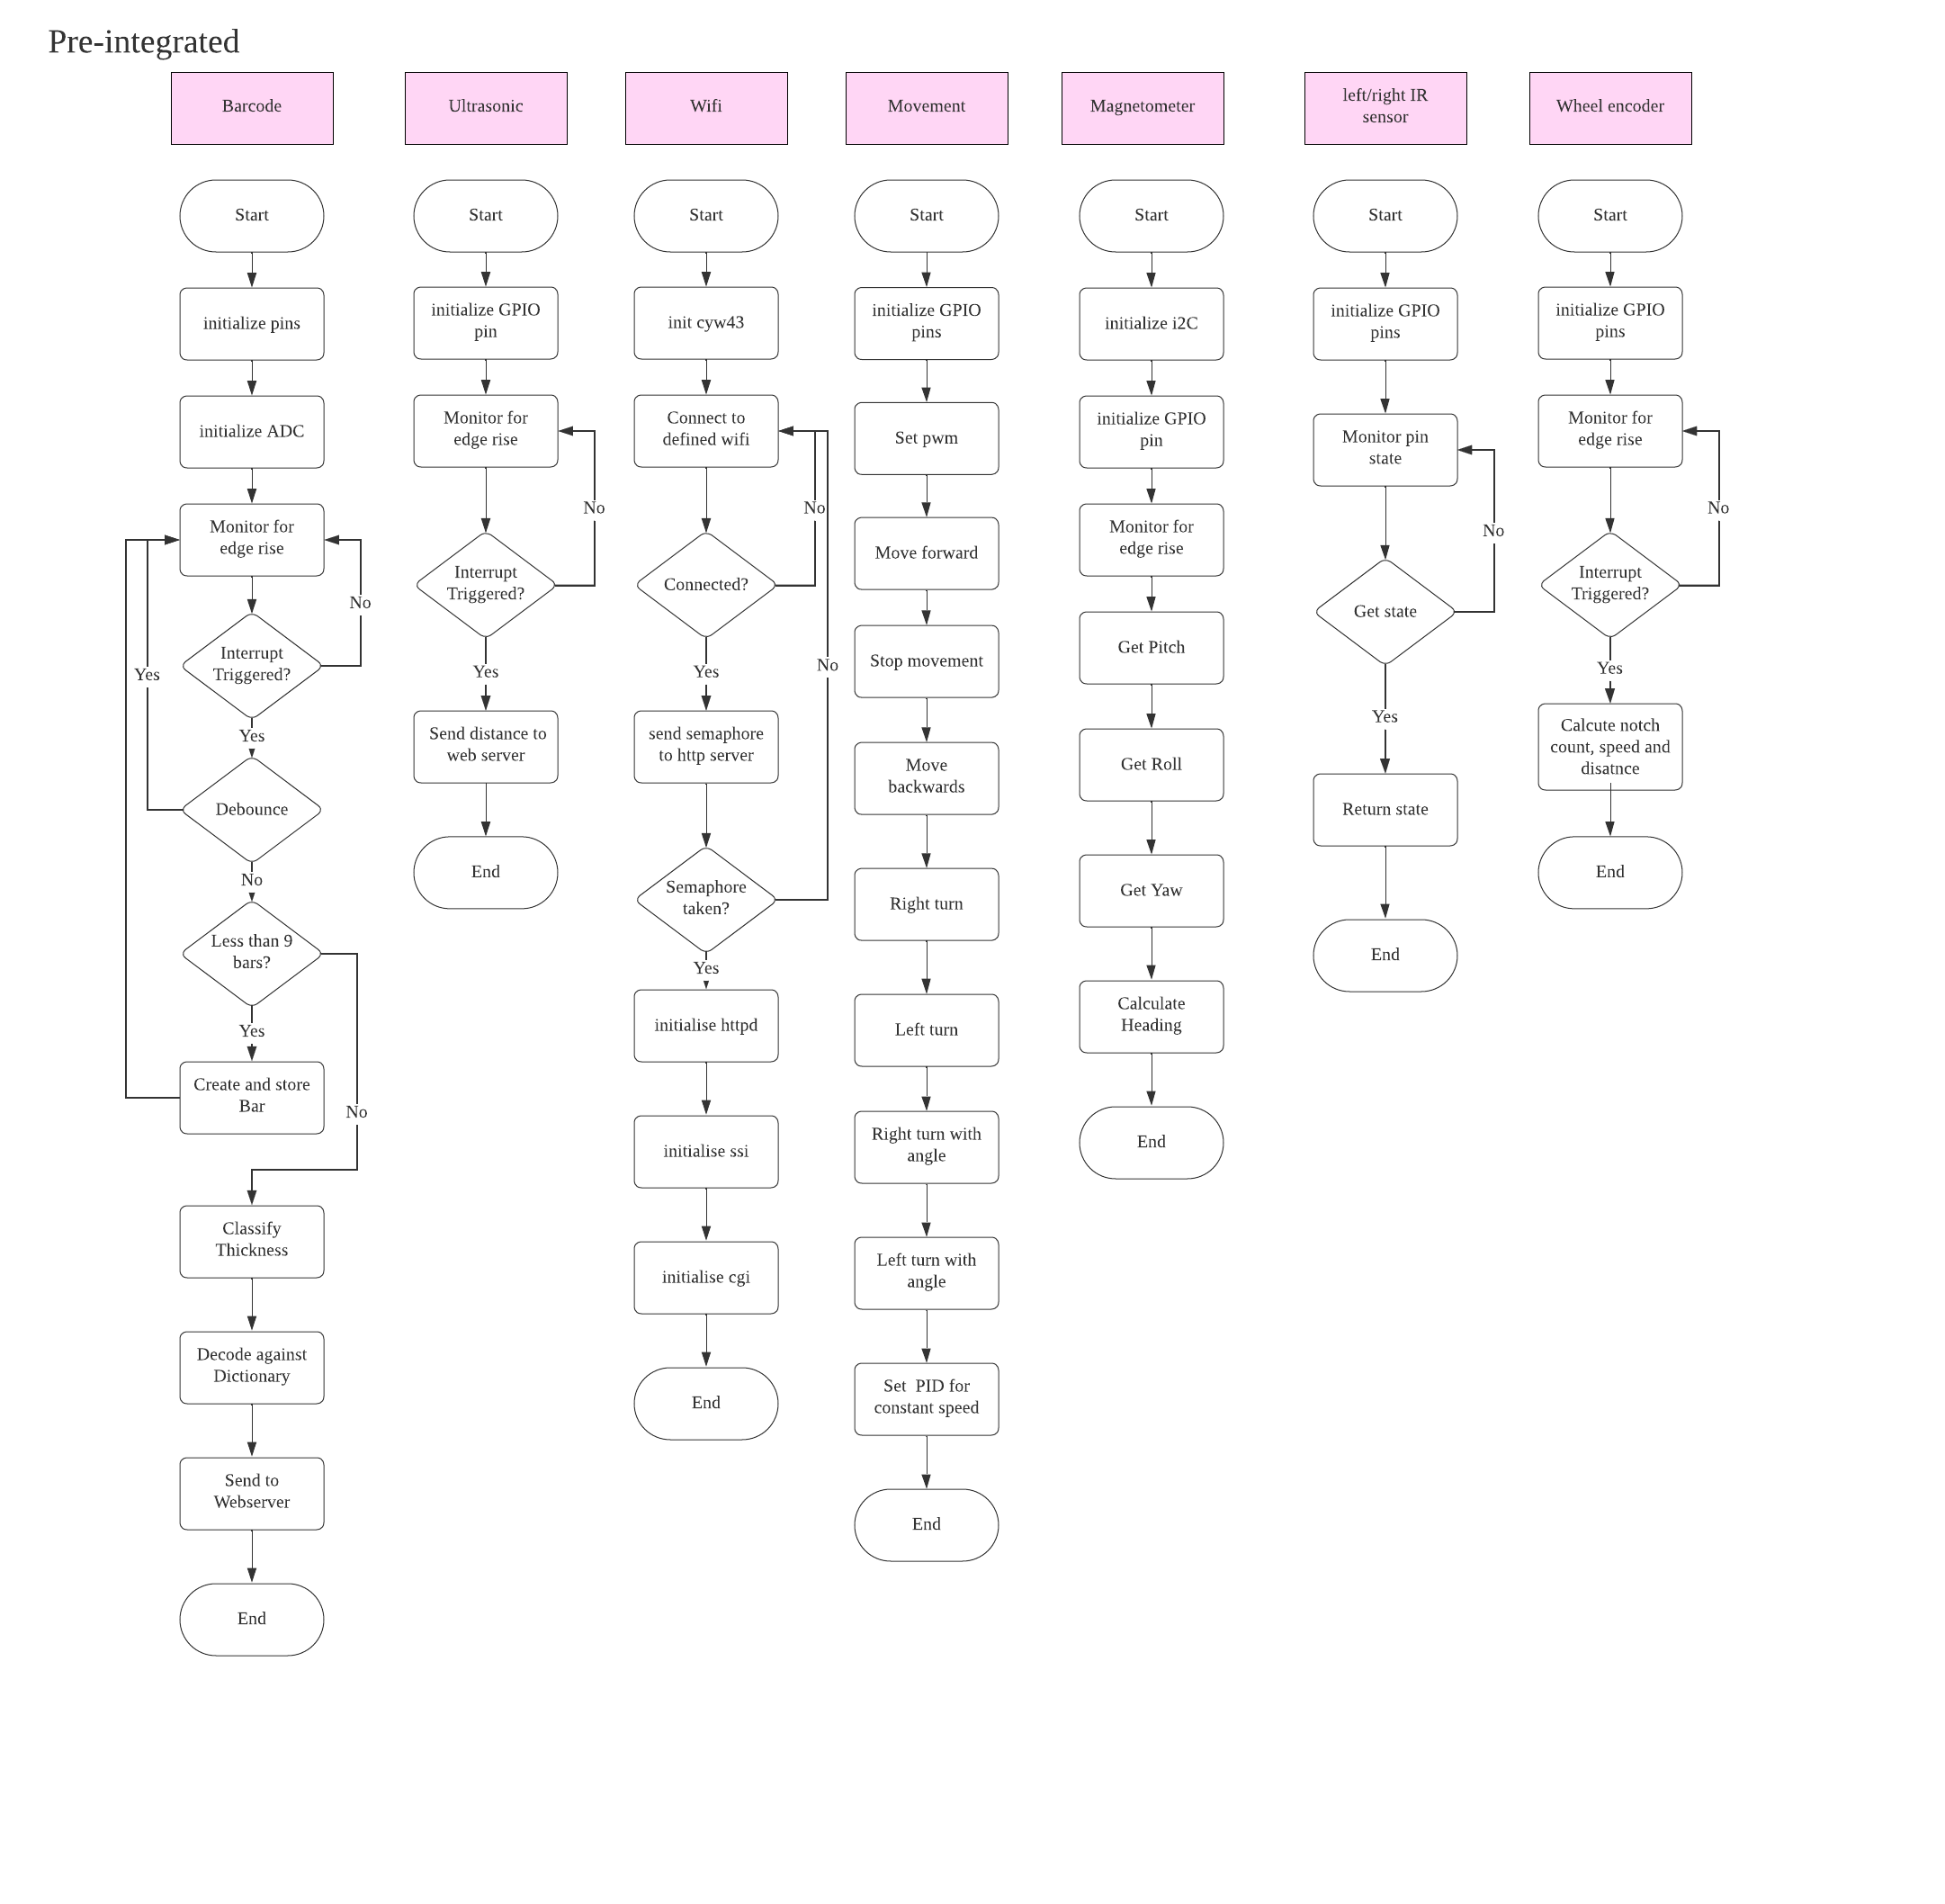 Pre-integrated
Barcode
Start
initialize pins
initialize ADC
Monitor for
edge rise
No
Interrupt
Triggered?
Yes
Yes
Debounce
No
Less than 9
bars?
Yes
Create and store
Bar
No
Classify
Thickness
Decode against
Dictionary
Send to
Webserver
End
Ultrasonic
Start
initialize GPIO
pin
Monitor for
edge rise
No
Interrupt
Triggered?
Yes
Send distance to
web server
End
Wifi
Start
init cyw43
Connect to
defined wifi
No
Connected?
No
Yes
send semaphore
to http server
Semaphore
taken?
Yes
initialise httpd
initialise ssi
initialise cgi
End
Movement
Start
initialize GPIO
pins
Set pwm
Move forward
Stop movement
Move
backwards
Right turn
Left turn
Right turn with
angle
Left turn with
angle
Set  PID for
constant speed
End
Magnetometer
Start
initialize i2C
initialize GPIO
pin
Monitor for
edge rise
Get Pitch
Get Roll
Get Yaw
Calculate
Heading
End
left/right IR
sensor
Start
initialize GPIO
pins
Monitor pin
state
No
Get state
Yes
Return state
End
Wheel encoder
Start
initialize GPIO
pins
Monitor for
edge rise
No
Interrupt
Triggered?
Yes
Calcute notch
count, speed and
disatnce
End